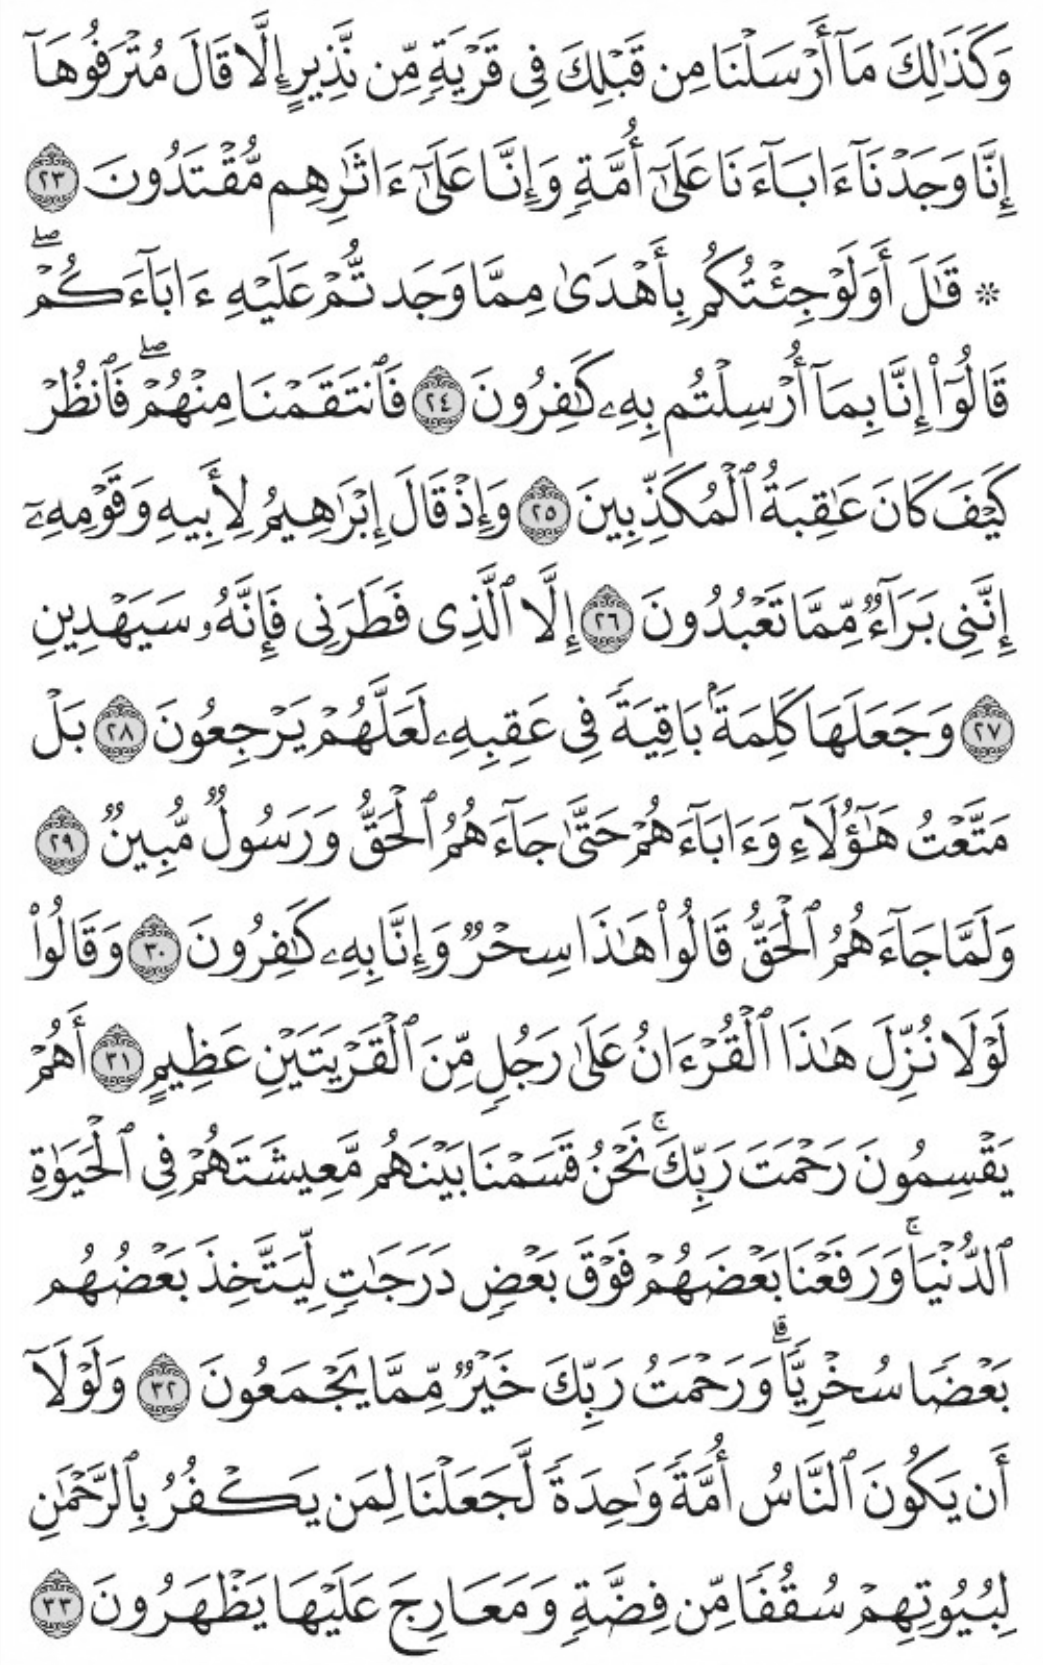 وَكَذَٰلِكَ مَآ أَرْسَلْنَا مِن قَبْلِكَ فِى قَرْيَةٍ مِّن نَّذِيرٍ إِلَّا قَالَ مُتْرَفُوهَآ
إِنَّا وَجَدْنَآ ءَابَآءَنَا عَلَىٰٓ أُمَّةٍ وَإِنَّا عَلَىٰٓ ءَاثَٰرِهِم مُّقْتَدُونَ ٢٣
۞ قَٰلَ أَوَلَوْ جِئْتُكُم بِأَهْدَىٰ مِمَّا وَجَدتُّمْ عَلَيْهِ ءَابَآءَكُمْۖ
قَالُوٓا۟ إِنَّا بِمَآ أُرْسِلْتُم بِهِۦ كَٰفِرُونَ ٢٤ فَٱنتَقَمْنَا مِنْهُمْۖ فَٱنظُرْ
كَيْفَ كَانَ عَٰقِبَةُ ٱلْمُكَذِّبِينَ ٢٥ وَإِذْ قَالَ إِبْرَٰهِيمُ لِأَبِيهِ وَقَوْمِهِۦٓ
إِنَّنِى بَرَآءٌ مِّمَّا تَعْبُدُونَ ٢٦ إِلَّا ٱلَّذِى فَطَرَنِى فَإِنَّهُۥ سَيَهْدِينِ
٢٧ وَجَعَلَهَا كَلِمَةًۢ بَاقِيَةً فِى عَقِبِهِۦ لَعَلَّهُمْ يَرْجِعُونَ ٢٨ بَلْ
مَتَّعْتُ هَٰٓؤُلَآءِ وَءَابَآءَهُمْ حَتَّىٰ جَآءَهُمُ ٱلْحَقُّ وَرَسُولٌ مُّبِينٌ ٢٩
وَلَمَّا جَآءَهُمُ ٱلْحَقُّ قَالُوا۟ هَٰذَا سِحْرٌ وَإِنَّا بِهِۦ كَٰفِرُونَ ٣٠ وَقَالُوا۟
لَوْلَا نُزِّلَ هَٰذَا ٱلْقُرْءَانُ عَلَىٰ رَجُلٍ مِّنَ ٱلْقَرْيَتَيْنِ عَظِيمٍ ٣١ أَهُمْ
يَقْسِمُونَ رَحْمَتَ رَبِّكَۚ نَحْنُ قَسَمْنَا بَيْنَهُم مَّعِيشَتَهُمْ فِى ٱلْحَيَوٰةِ
ٱلدُّنْيَاۚ وَرَفَعْنَا بَعْضَهُمْ فَوْقَ بَعْضٍ دَرَجَٰتٍ لِّيَتَّخِذَ بَعْضُهُم
بَعْضًا سُخْرِيًّاۗ وَرَحْمَتُ رَبِّكَ خَيْرٌ مِّمَّا يَجْمَعُونَ ٣٢ وَلَوْلَآ
أَن يَكُونَ ٱلنَّاسُ أُمَّةً وَٰحِدَةً لَّجَعَلْنَا لِمَن يَكْفُرُ بِٱلرَّحْمَٰنِ
لِبُيُوتِهِمْ سُقُفًا مِّن فِضَّةٍ وَمَعَارِجَ عَلَيْهَا يَظْهَرُونَ ٣٣